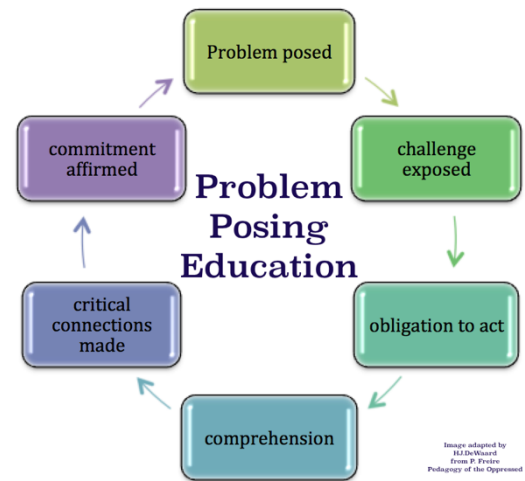 Problem posed
challenge
exposed
obligation to act
comprehension
critical
connections
made
commitment
affirmed
Problem
Posing
Education
Image adapted by
HJ.DeWaard
from P. Freire
Pedagogy of the Oppressed